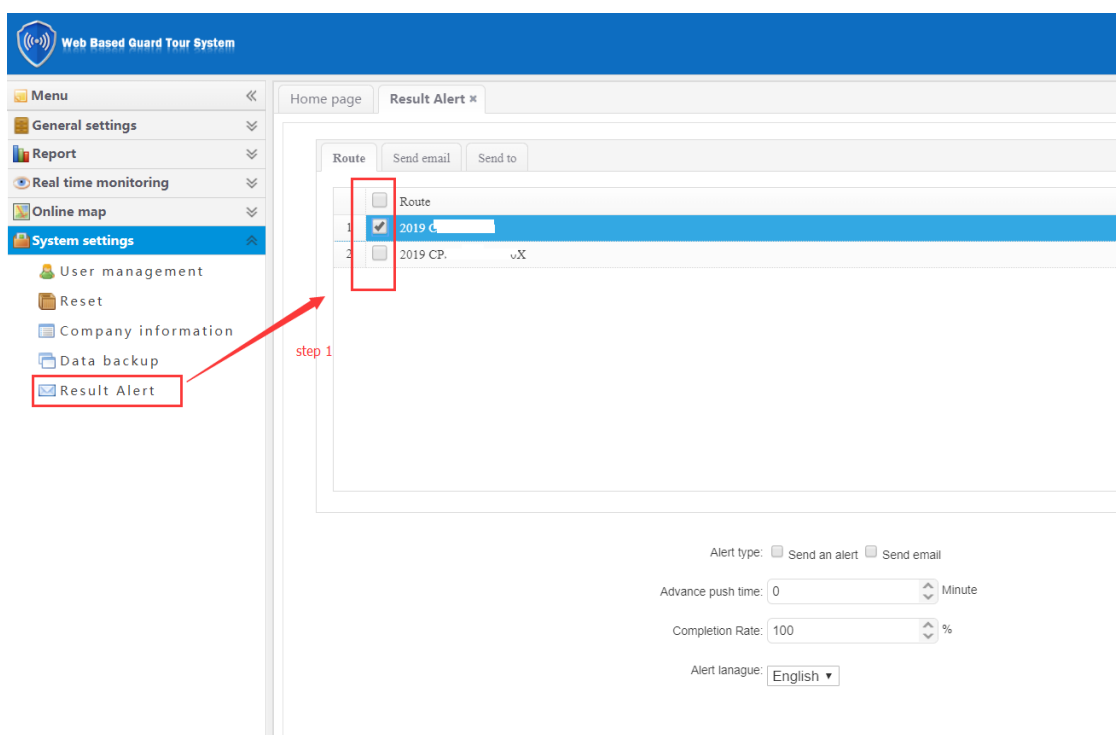 Web Based Guard Tour System
Menu
General settings
Report
Real time monitoring
Online map
System settings
User management
Reset
Company information
Data backup
Result Alert
Home page
Result Alert
Route
Send email
Send to
Route
1
2019
2
2019 CP.
step 1
Alert type:
Send an alert
Send email
Advance push time:
0
Minute
Completion Rate:
100
%
Alert lanague:
English